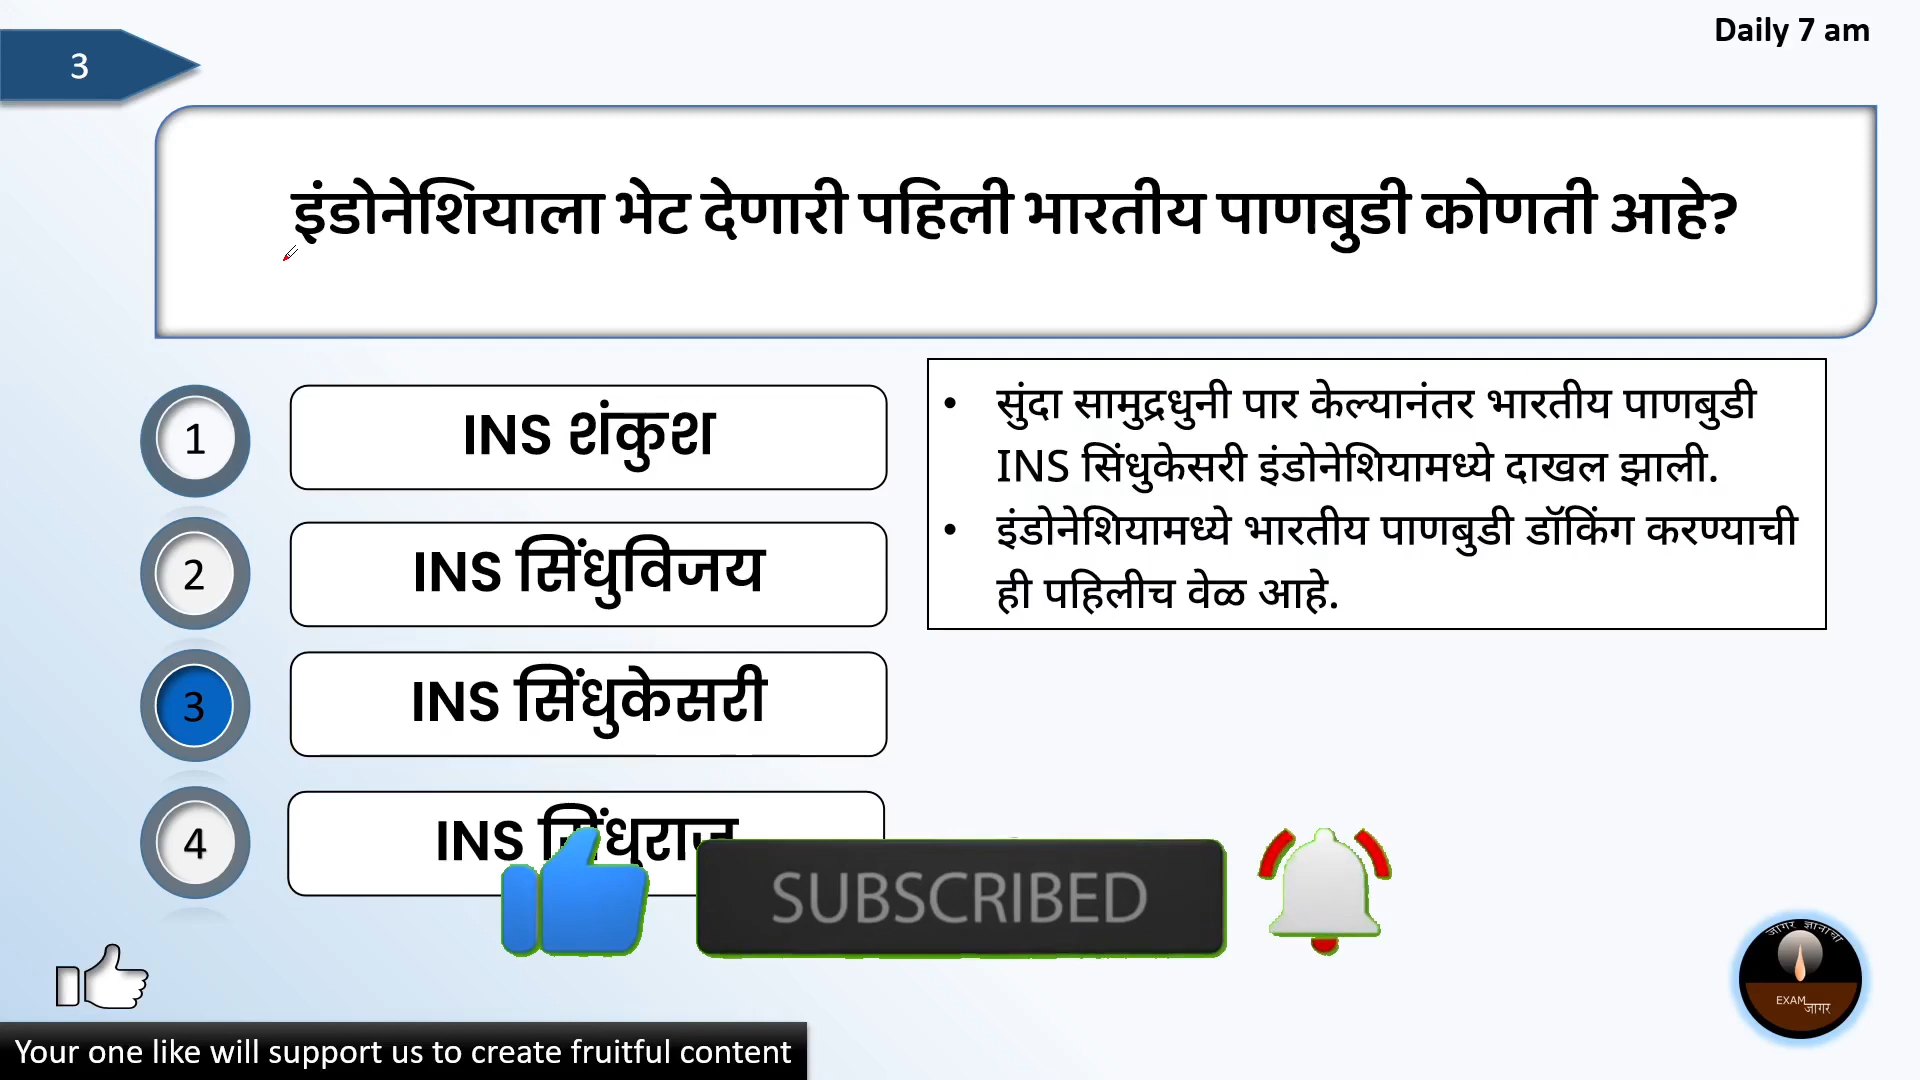 Daily 7 am
3
इंडोनेशियाला भेट देणारी पहिली भारतीय पाणबुडी कोणती आहे?
1
INS शंकुश
2
INS सिंधुविजय
3
INS सिंधुकेसरी
4
INS सिंधुराज
• सुंदा सामुद्रधुनी पार केल्यानंतर भारतीय पाणबुडी
INS सिंधुकेसरी इंडोनेशियामध्ये दाखल झाली.
• इंडोनेशियामध्ये भारतीय पाणबुडी डॉकिंग करण्याची
ही पहिलीच वेळ आहे.
SUBSCRIBED
जागर ज्ञानाचा
EXAM जागर
Your one like will support us to create fruitful content